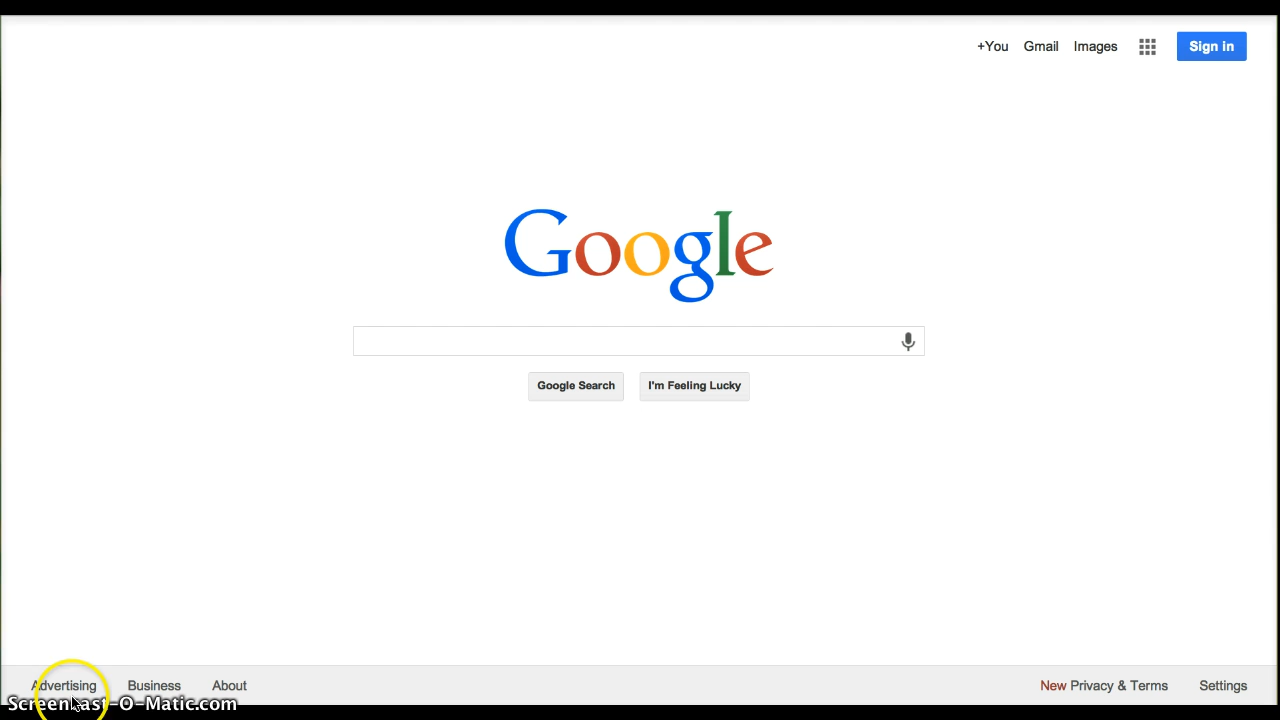 +You Gmail Images Sign in
Google
Google Search I'm Feeling Lucky
Advertising Business About New Privacy & Terms Settings
Screencast-O-Matic.com